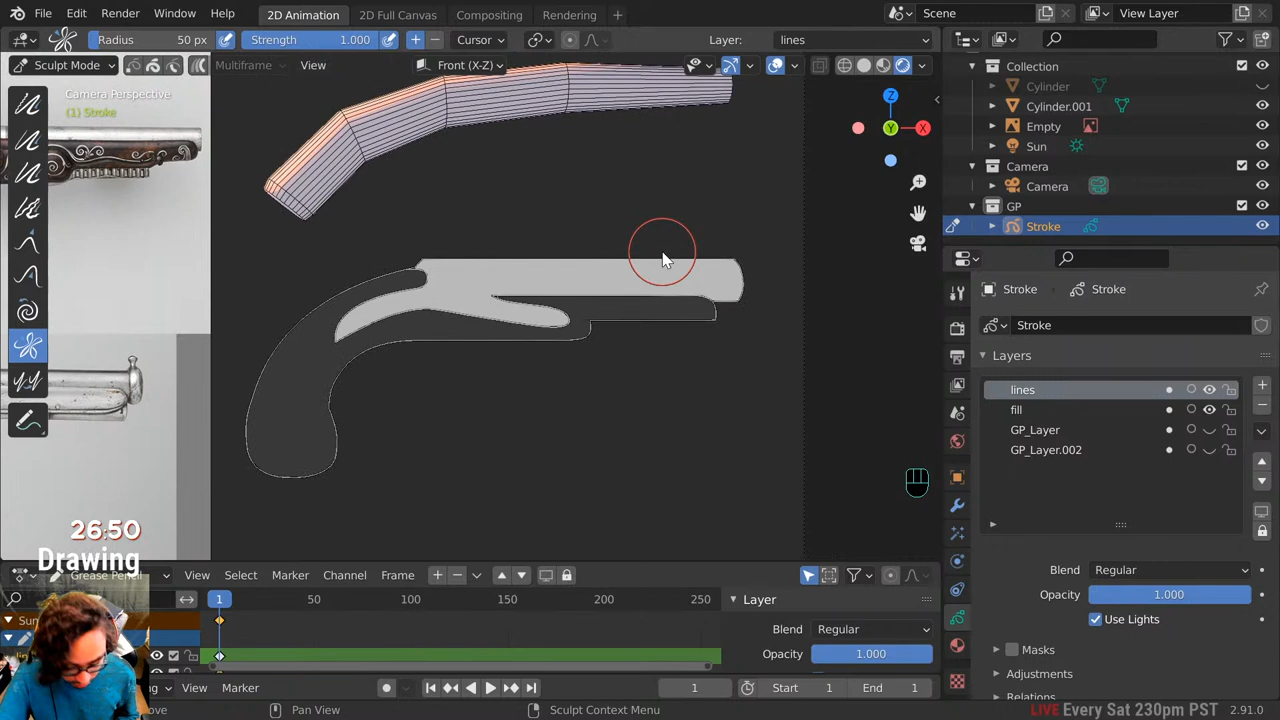 File Edit Render Window Help 2D Animation 2D Full Canvas Compositing Rendering + Scene View Layer
Radius 50 px Strength 1.000 Cursor Layer: lines
Sculpt Mode Multiframe View Front (X-Z)
Camera Perspective
(1) Stroke
Z
Y
X
Collection
Cylinder
Cylinder.001
Empty
Sun
Camera
Camera
GP
Stroke
Stroke Stroke
Stroke
Layers
lines
fill
GP_Layer
GP_Layer.002
Blend Regular
Opacity 1.000
Use Lights
Masks
Adjustments
Relations
26:50
Drawing
Grease Pencil View Select Marker Channel Frame
1 50 100 150 200 250
Layer
Blend Regular
Opacity 1.000
Sun
View Marker 1 Start 1 End 1
Pan View Sculpt Context Menu 2.91.0
LIVE Every Sat 230pm PST